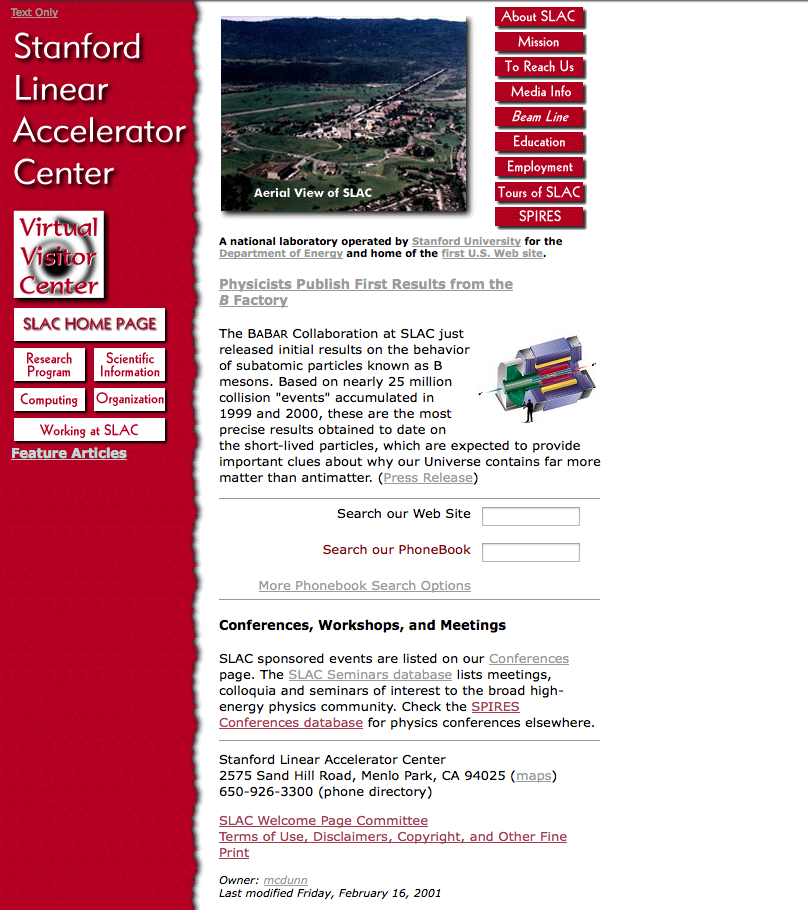 Text Only
Stanford
Linear
Accelerator
Center
Virtual
Visitor
Center
SLAC HOME PAGE
Research
Program
Scientific
Information
Computing
Organization
Working at SLAC
Feature Articles
Aerial View of SLAC
About SLAC
Mission
To Reach Us
Media Info
Beam Line
Education
Employment
Tours of SLAC
SPIRES
A national laboratory operated by Stanford University for the
Department of Energy and home of the first U.S. Web site.
Physicists Publish First Results from the
B Factory
The BABAR Collaboration at SLAC just
released initial results on the behavior
of subatomic particles known as B
mesons. Based on nearly 25 million
collision "events" accumulated in
1999 and 2000, these are the most
precise results obtained to date on
the short-lived particles, which are expected to provide
important clues about why our Universe contains far more
matter than antimatter. (Press Release)
Search our Web Site
Search our PhoneBook
More Phonebook Search Options
Conferences, Workshops, and Meetings
SLAC sponsored events are listed on our Conferences
page. The SLAC Seminars database lists meetings,
colloquia and seminars of interest to the broad high-
energy physics community. Check the SPIRES
Conferences database for physics conferences elsewhere.
Stanford Linear Accelerator Center
2575 Sand Hill Road, Menlo Park, CA 94025 (maps)
650-926-3300 (phone directory)
SLAC Welcome Page Committee
Terms of Use, Disclaimers, Copyright, and Other Fine
Print
Owner: mcdunn
Last modified Friday, February 16, 2001